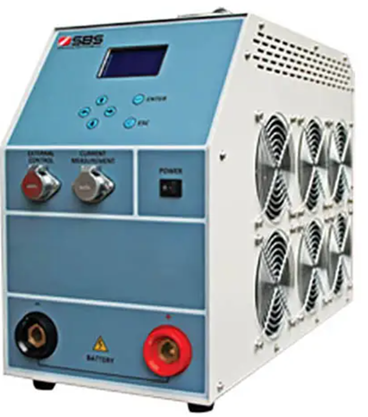 SBS
ENTER
ESC
EXTERNAL CONTROL
CURRENT MEASUREMENT
POWER
- +
BATTERY